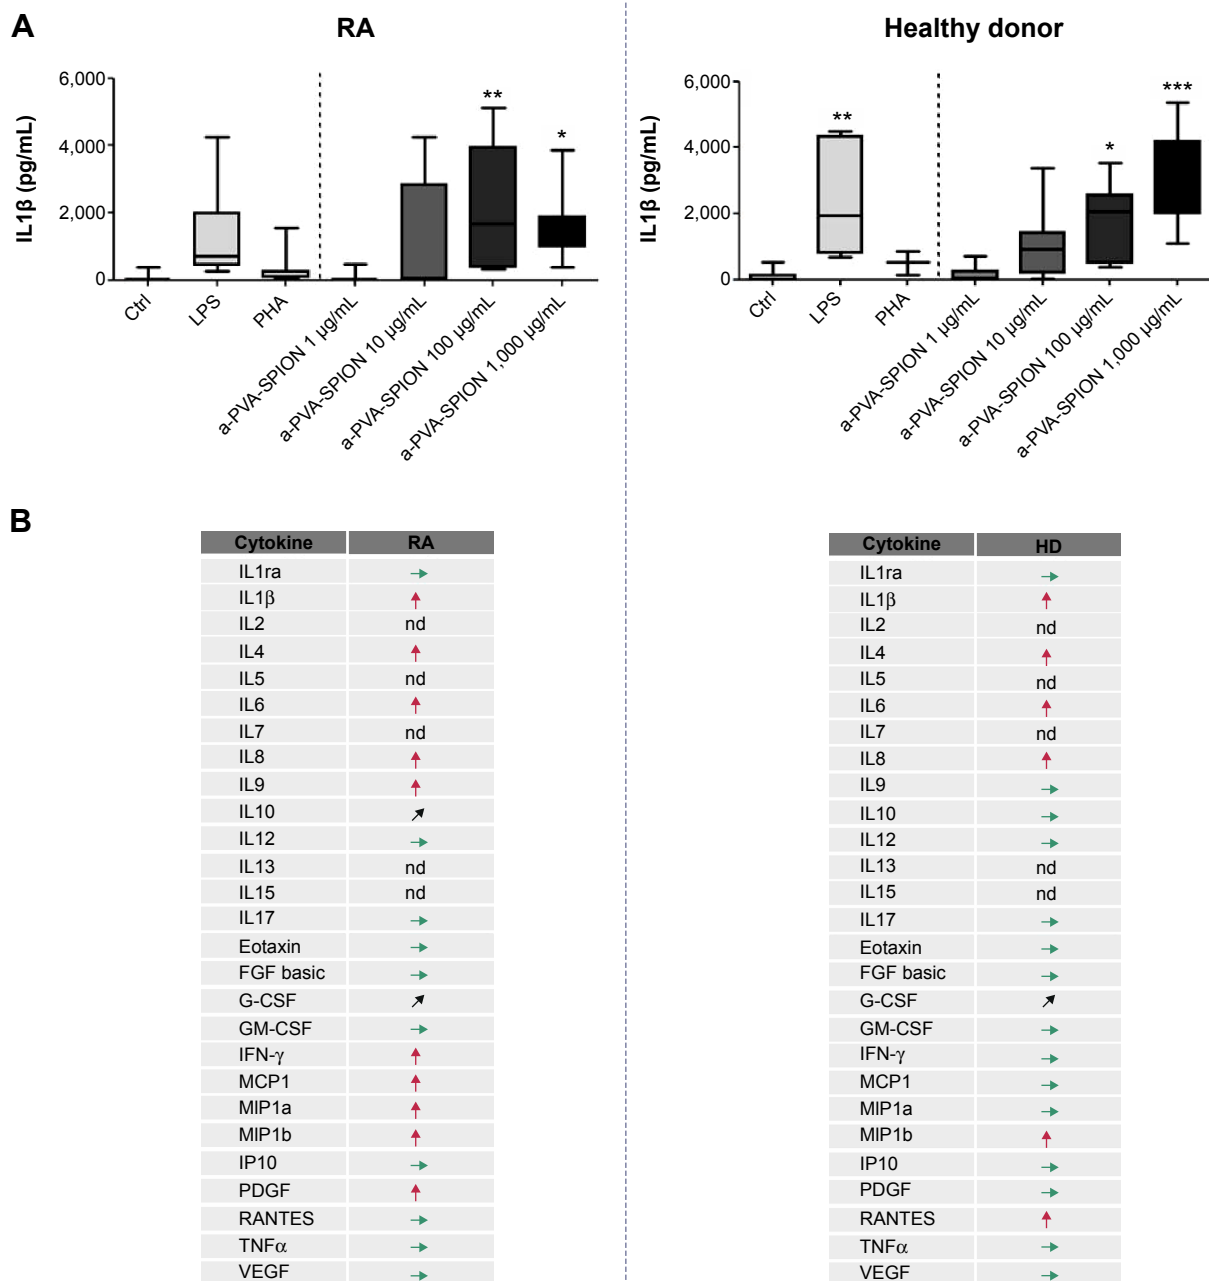 A
RA
Healthy donor
IL1β (pg/mL)
6,000
4,000
2,000
0
**
*
Ctrl
LPS
PHA
a-PVA-SPION 1 µg/mL
a-PVA-SPION 10 µg/mL
a-PVA-SPION 100 µg/mL
a-PVA-SPION 1,000 µg/mL
IL1β (pg/mL)
6,000
4,000
2,000
0
**
*
***
Ctrl
LPS
PHA
a-PVA-SPION 1 µg/mL
a-PVA-SPION 10 µg/mL
a-PVA-SPION 100 µg/mL
a-PVA-SPION 1,000 µg/mL
B
Cytokine RA
IL1ra →
IL1β ↑
IL2 nd
IL4 ↑
IL5 nd
IL6 ↑
IL7 nd
IL8 ↑
IL9 ↑
IL10 ↗
IL12 →
IL13 nd
IL15 nd
IL17 →
Eotaxin →
FGF basic →
G-CSF ↗
GM-CSF →
IFN-γ ↑
MCP1 ↑
MIP1a ↑
MIP1b ↑
IP10 →
PDGF ↑
RANTES →
TNFα →
VEGF →
Cytokine HD
IL1ra →
IL1β ↑
IL2 nd
IL4 ↑
IL5 nd
IL6 ↑
IL7 nd
IL8 ↑
IL9 →
IL10 →
IL12 →
IL13 nd
IL15 nd
IL17 →
Eotaxin →
FGF basic →
G-CSF ↗
GM-CSF →
IFN-γ →
MCP1 →
MIP1a →
MIP1b ↑
IP10 →
PDGF →
RANTES ↑
TNFα →
VEGF →